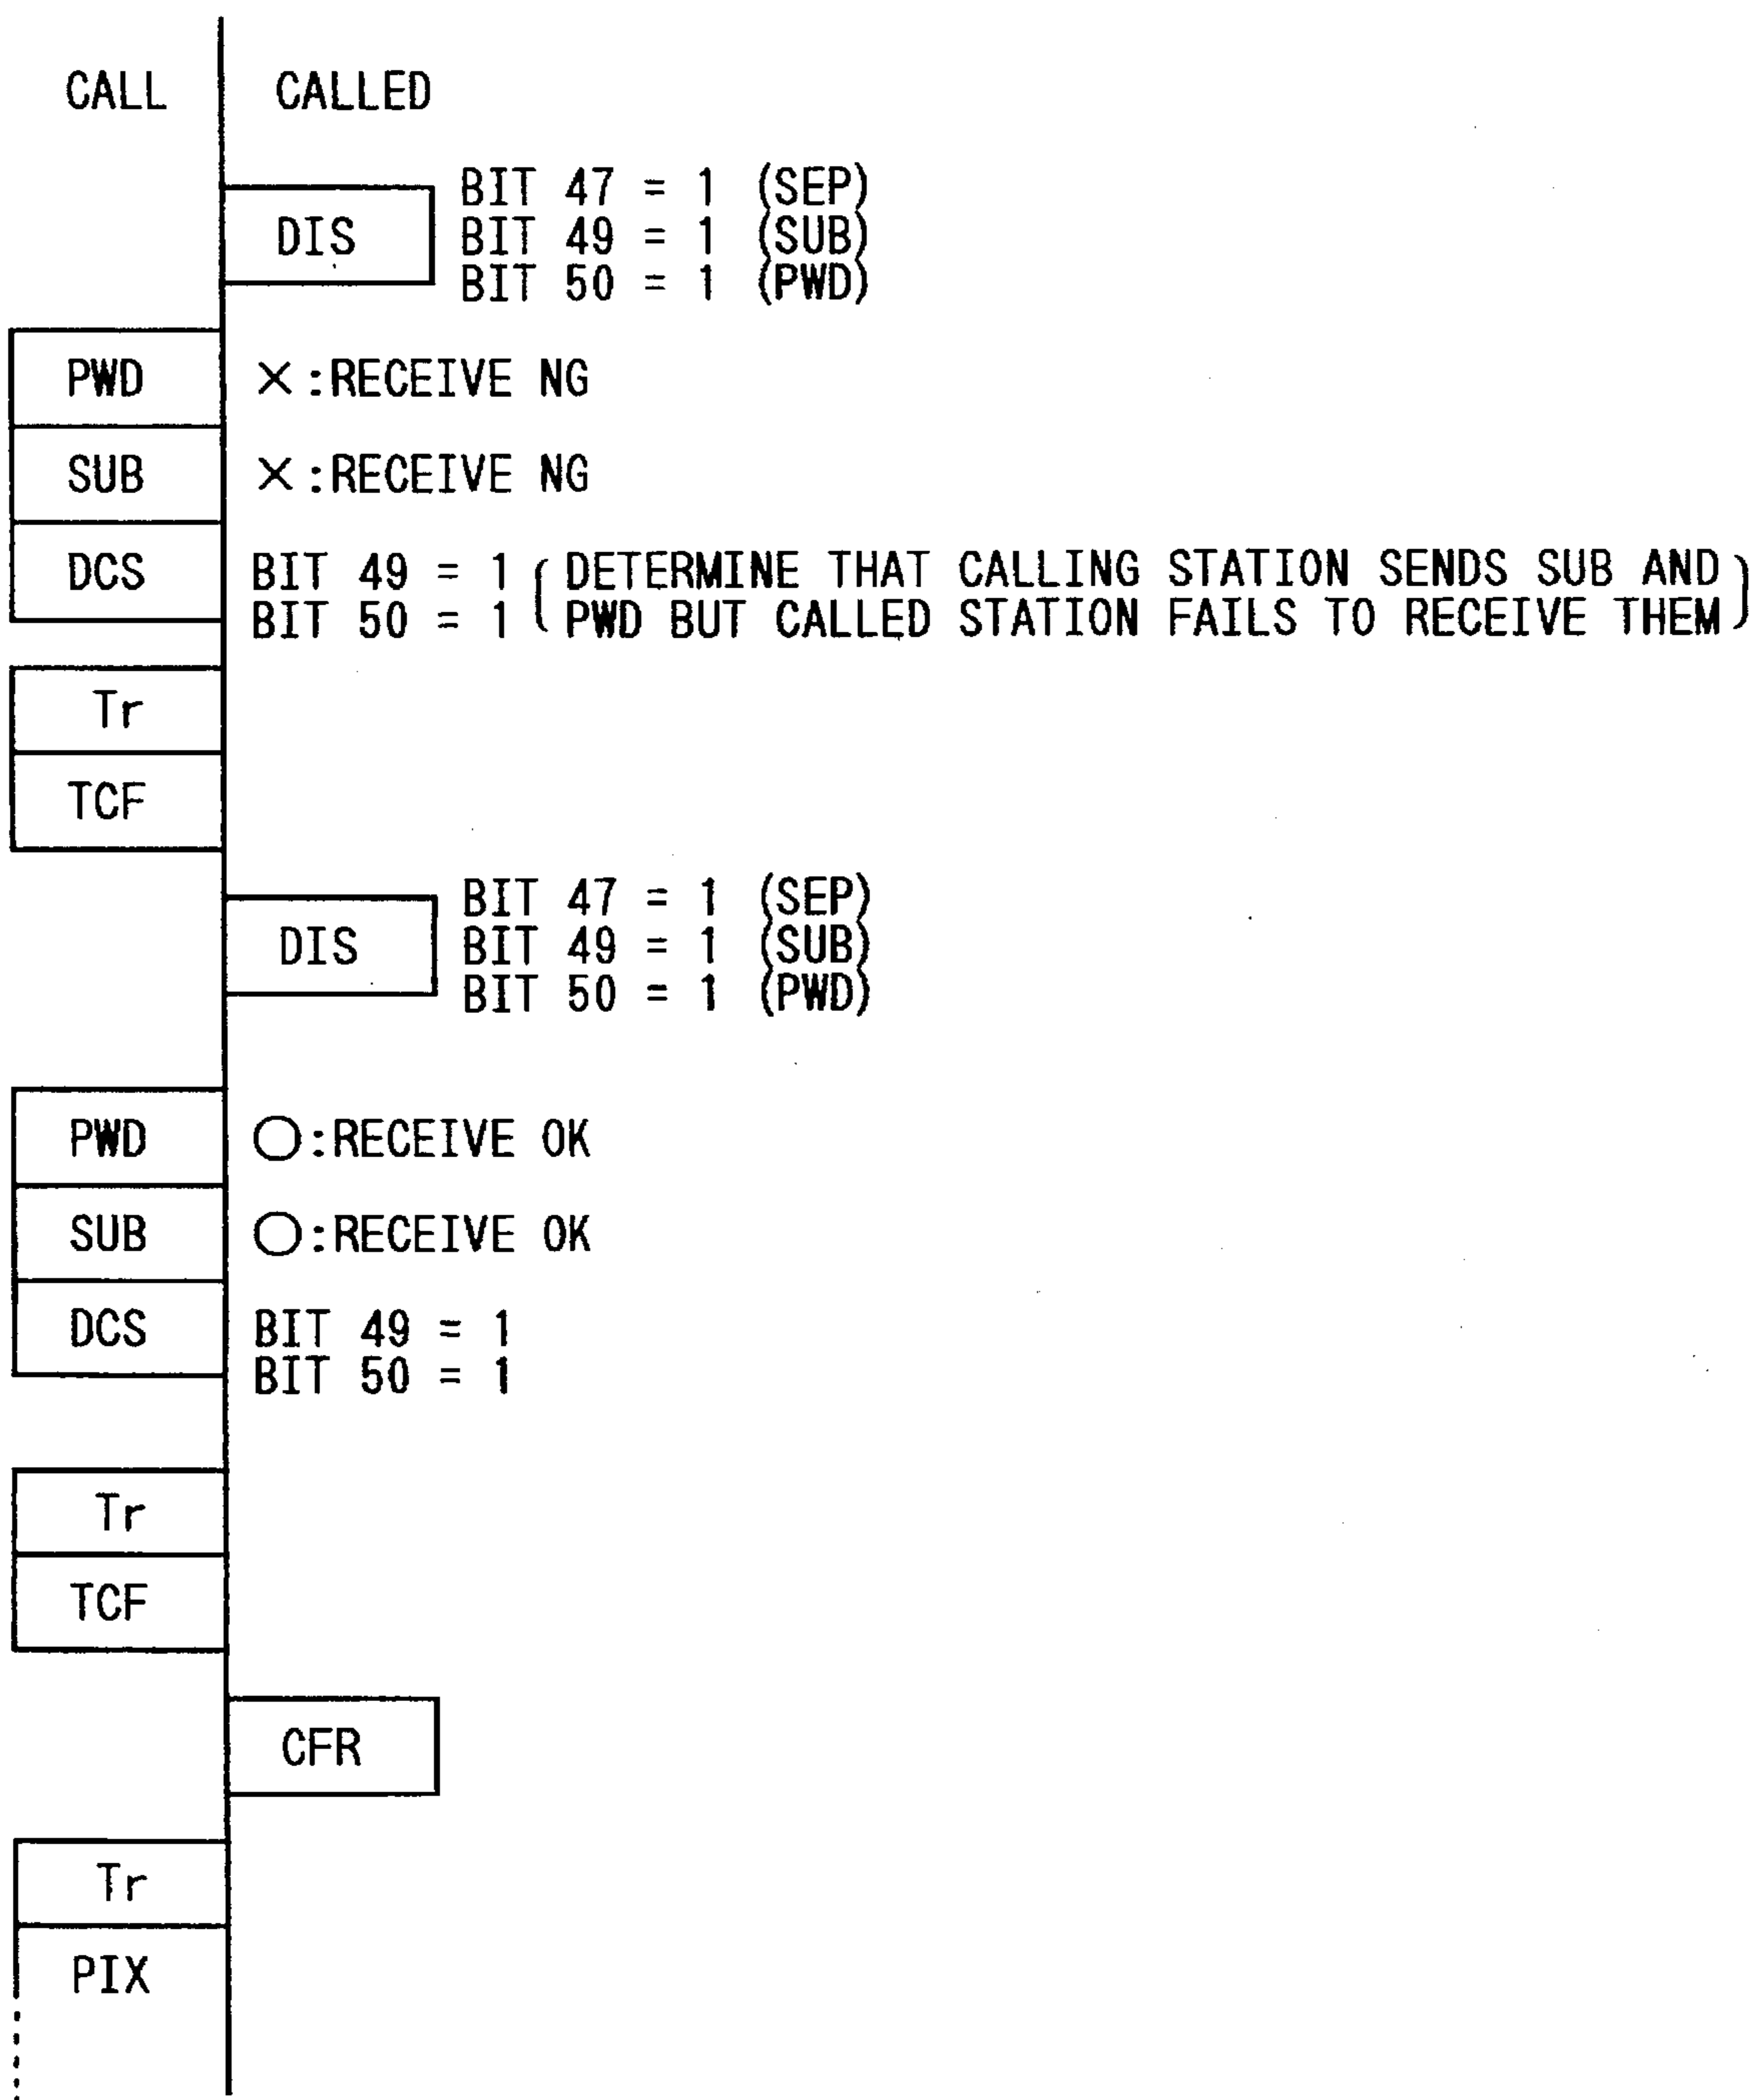 CALL CALLED
DIS
BIT 47 = 1 (SEP)
BIT 49 = 1 (SUB)
BIT 50 = 1 (PWD)
PWD ×:RECEIVE NG
SUB ×:RECEIVE NG
DCS
BIT 49 = 1 ( DETERMINE THAT CALLING STATION SENDS SUB AND
BIT 50 = 1 PWD BUT CALLED STATION FAILS TO RECEIVE THEM )
Tr
TCF
DIS
BIT 47 = 1 (SEP)
BIT 49 = 1 (SUB)
BIT 50 = 1 (PWD)
PWD ○:RECEIVE OK
SUB ○:RECEIVE OK
DCS
BIT 49 = 1
BIT 50 = 1
Tr
TCF
CFR
Tr
PIX